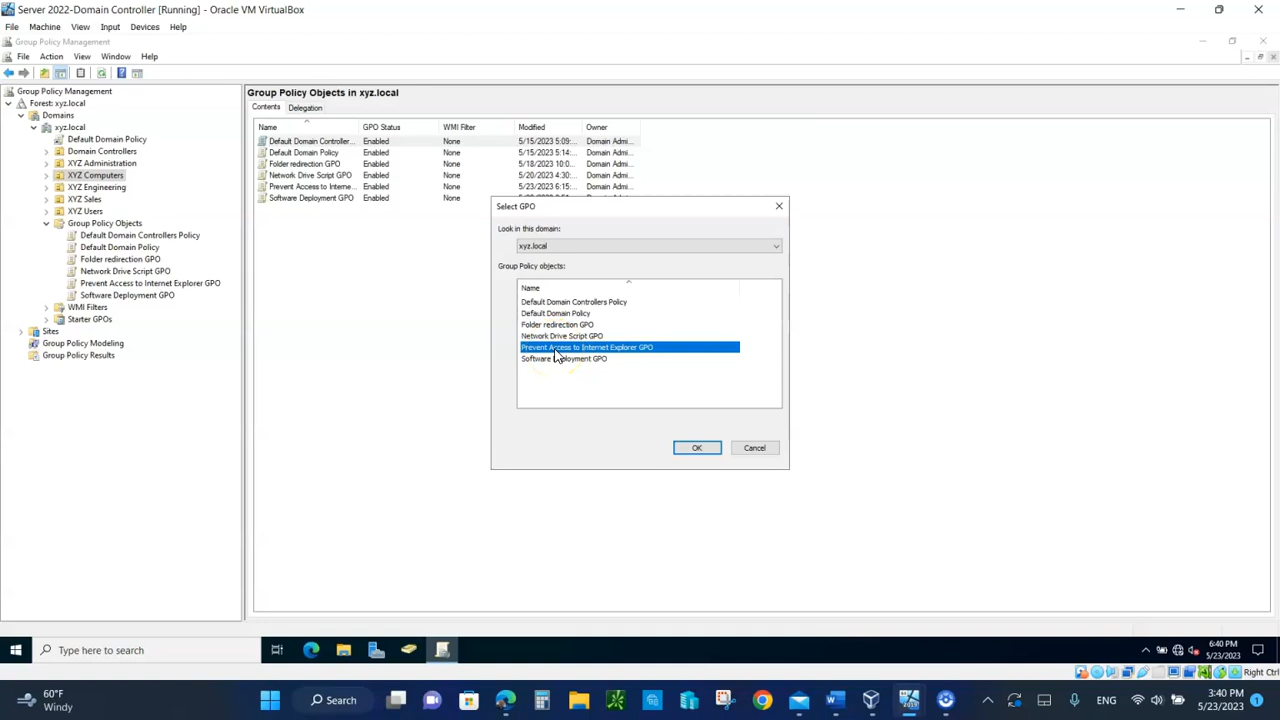 Server 2022-Domain Controller [Running] - Oracle VM VirtualBox
File Machine View Input Devices Help
Group Policy Management
File Action View Window Help
Group Policy Management
Forest: xyz.local
Domains
xyz.local
Default Domain Policy
Domain Controllers
XYZ Administration
XYZ Computers
XYZ Engineering
XYZ Sales
XYZ Users
Group Policy Objects
Default Domain Controllers Policy
Default Domain Policy
Folder redirection GPO
Network Drive Script GPO
Prevent Access to Internet Explorer GPO
Software Deployment GPO
WMI Filters
Starter GPOs
Sites
Group Policy Modeling
Group Policy Results
Group Policy Objects in xyz.local
Contents Delegation
Name GPO Status WMI Filter Modified Owner
Default Domain Controller... Enabled None 5/15/2023 5:09:... Domain Admi...
Default Domain Policy Enabled None 5/15/2023 5:14:... Domain Admi...
Folder redirection GPO Enabled None 5/18/2023 10:0... Domain Admi...
Network Drive Script GPO Enabled None 5/20/2023 4:30:... Domain Admi...
Prevent Access to Interne... Enabled None 5/23/2023 6:15:... Domain Admi...
Software Deployment GPO Enabled None
Select GPO
Look in this domain:
xyz.local
Group Policy objects:
Name
Default Domain Controllers Policy
Default Domain Policy
Folder redirection GPO
Network Drive Script GPO
Prevent Access to Internet Explorer GPO
Software Deployment GPO
OK Cancel
Type here to search
6:40 PM
5/23/2023
Right Ctrl
60°F
Windy
Search
ENG
3:40 PM
5/23/2023